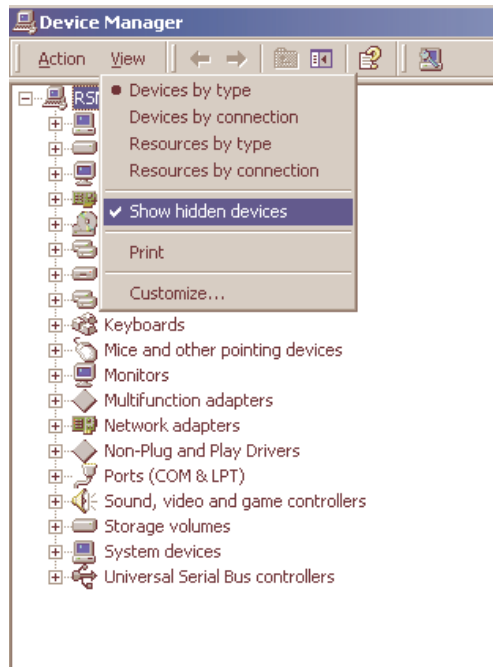 Device Manager
Action View
Devices by type
Devices by connection
Resources by type
Resources by connection
Show hidden devices
Print
Customize...
Keyboards
Mice and other pointing devices
Monitors
Multifunction adapters
Network adapters
Non-Plug and Play Drivers
Ports (COM & LPT)
Sound, video and game controllers
Storage volumes
System devices
Universal Serial Bus controllers